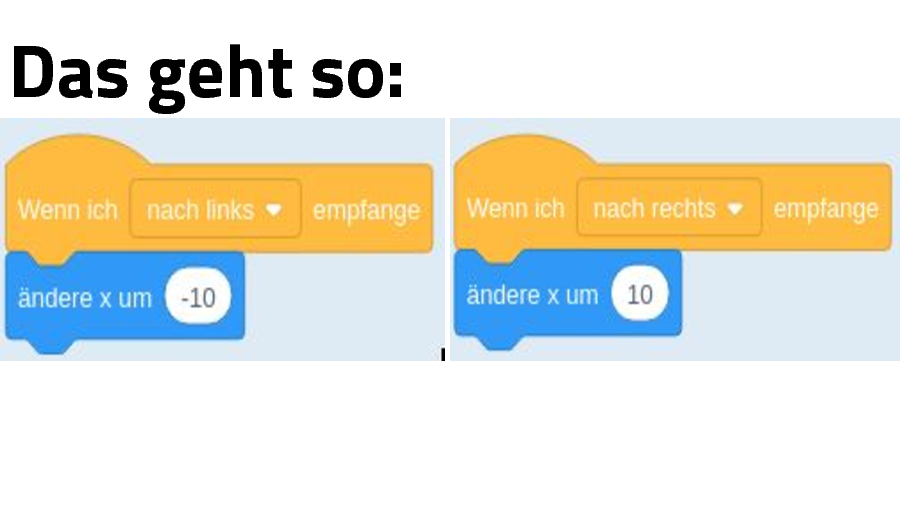 Das geht so:
Wenn ich nach links empfange
ändere x um -10
Wenn ich nach rechts empfange
ändere x um 10